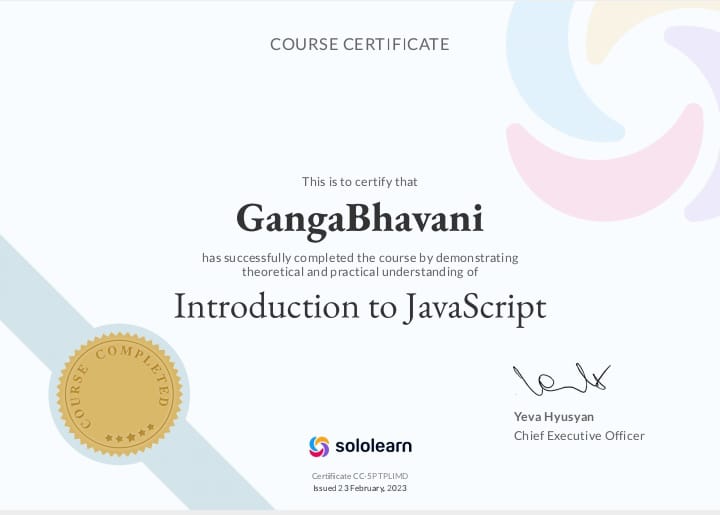 COURSE CERTIFICATE
This is to certify that
GangaBhavani
has successfully completed the course by demonstrating
theoretical and practical understanding of
Introduction to JavaScript
COURSE COMPLETED
Yeva Hyusyan
Chief Executive Officer
sololearn
Certificate CC-5PTPLIMD
Issued 23 February, 2023